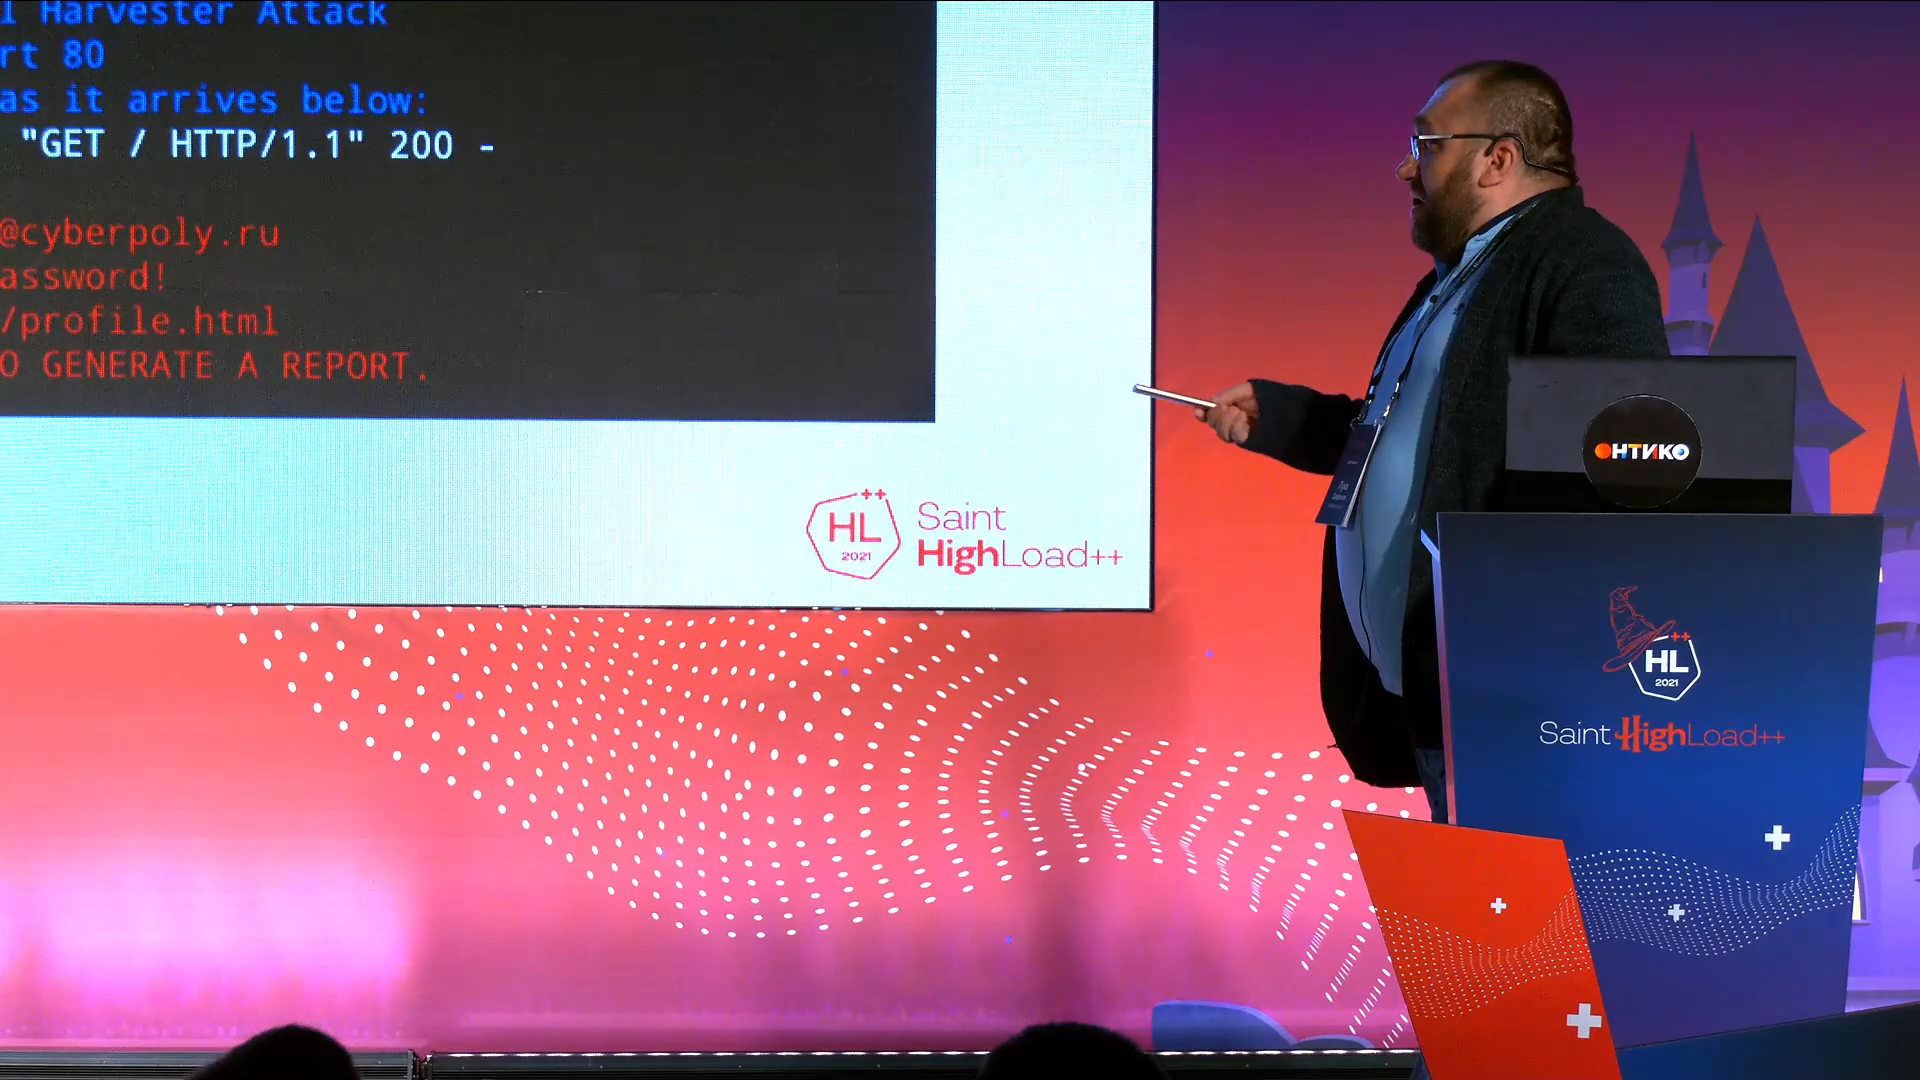 l Harvester Attack
rt 80
as it arrives below:
"GET / HTTP/1.1" 200 -
@cyberpoly.ru
assword!
/profile.html
O GENERATE A REPORT.
HL
++
2021
Saint
HighLoad++
ОНТИКО
HL
++
2021
Saint HighLoad++